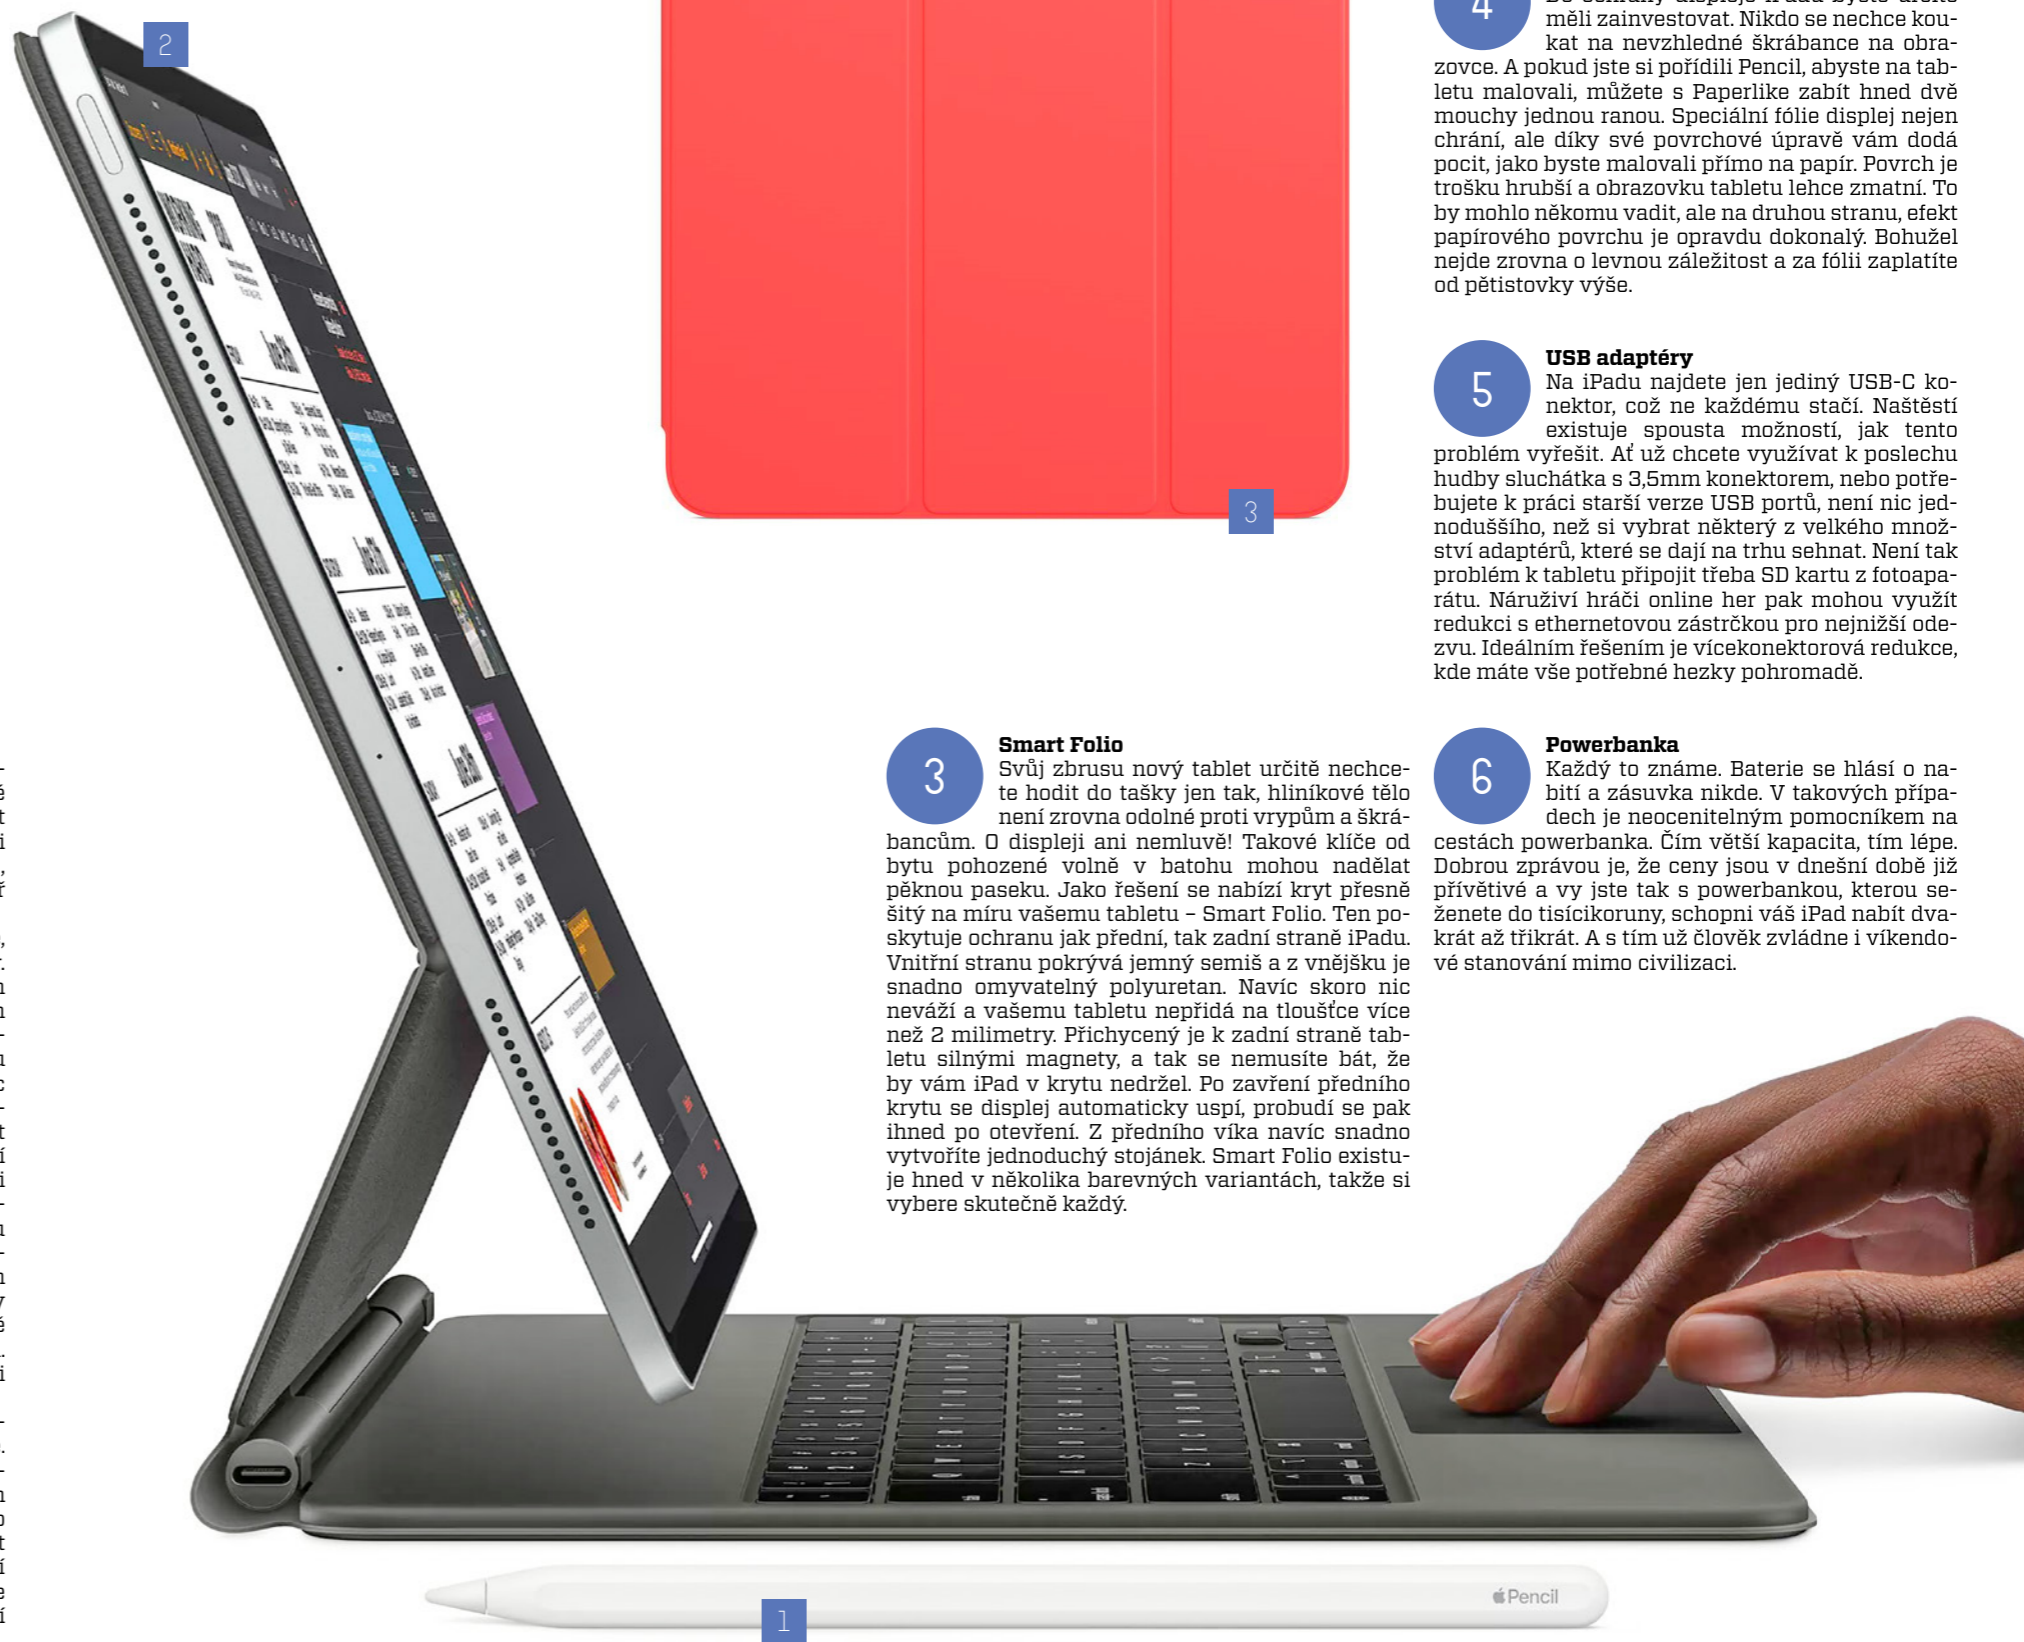 2
3
3
Smart Folio
Svůj zbrusu nový tablet určitě nechce-
te hodit do tašky jen tak, hliníkové tělo
není zrovna odolné proti vrypům a škrá-
bancům. O displeji ani nemluvě! Takové klíče od
bytu pohozené volně v batohu mohou nadělat
pěknou paseku. Jako řešení se nabízí kryt přesně
šitý na míru vašemu tabletu – Smart Folio. Ten po-
skytuje ochranu jak přední, tak zadní straně iPadu.
Vnitřní stranu pokrývá jemný semiš a z vnějšku je
snadno omyvatelný polyuretan. Navíc skoro nic
neváží a vašemu tabletu nepřidá na tloušťce více
než 2 milimetry. Přichycený je k zadní straně tab-
letu silnými magnety, a tak se nemusíte bát, že
by vám iPad v krytu nedržel. Po zavření předního
krytu se displej automaticky uspí, probudí se pak
ihned po otevření. Z předního víka navíc snadno
vytvoříte jednoduchý stojánek. Smart Folio existu-
je hned v několika barevných variantách, takže si
vybere skutečně každý.
4
měli zainvestovat. Nikdo se nechce kou-
kat na nevzhledné škrábance na obra-
zovce. A pokud jste si pořídili Pencil, abyste na tab-
letu malovali, můžete s Paperlike zabít hned dvě
mouchy jednou ranou. Speciální fólie displej nejen
chrání, ale díky své povrchové úpravě vám dodá
pocit, jako byste malovali přímo na papír. Povrch je
trošku hrubší a obrazovku tabletu lehce zmatní. To
by mohlo někomu vadit, ale na druhou stranu, efekt
papírového povrchu je opravdu dokonalý. Bohužel
nejde zrovna o levnou záležitost a za fólii zaplatíte
od pětistovky výše.
5
USB adaptéry
Na iPadu najdete jen jediný USB-C ko-
nektor, což ne každému stačí. Naštěstí
existuje spousta možností, jak tento
problém vyřešit. Ať už chcete využívat k poslechu
hudby sluchátka s 3,5mm konektorem, nebo potře-
bujete k práci starší verze USB portů, není nic jed-
noduššího, než si vybrat některý z velkého množ-
ství adaptérů, které se dají na trhu sehnat. Není tak
problém k tabletu připojit třeba SD kartu z fotoapa-
rátu. Náruživí hráči online her pak mohou využít
redukci s ethernetovou zástrčkou pro nejnižší ode-
zvu. Ideálním řešením je vícekonektorová redukce,
kde máte vše potřebné hezky pohromadě.
6
Powerbanka
Každý to známe. Baterie se hlásí o na-
bití a zásuvka nikde. V takových přípa-
dech je neocenitelným pomocníkem na
cestách powerbanka. Čím větší kapacita, tím lépe.
Dobrou zprávou je, že ceny jsou v dnešní době již
přívětivé a vy jste tak s powerbankou, kterou se-
ženete do tisícikoruny, schopni váš iPad nabít dva-
krát až třikrát. A s tím už člověk zvládne i víkendo-
vé stanování mimo civilizaci.
Pencil
1